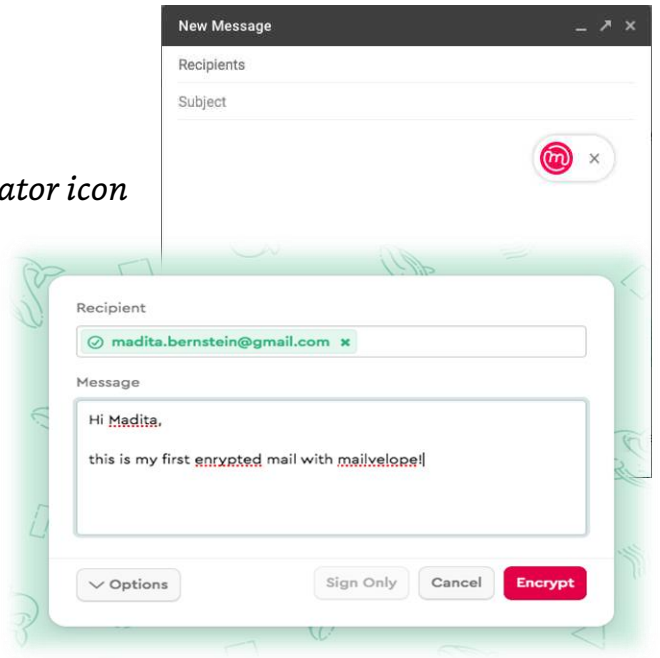 New Message
Recipients
Subject
icon
Recipient
madita.bernstein@gmail.com
Message
Hi Madita,
this is my first enrypted mail with mailvelope!
Options
Sign Only
Cancel
Encrypt